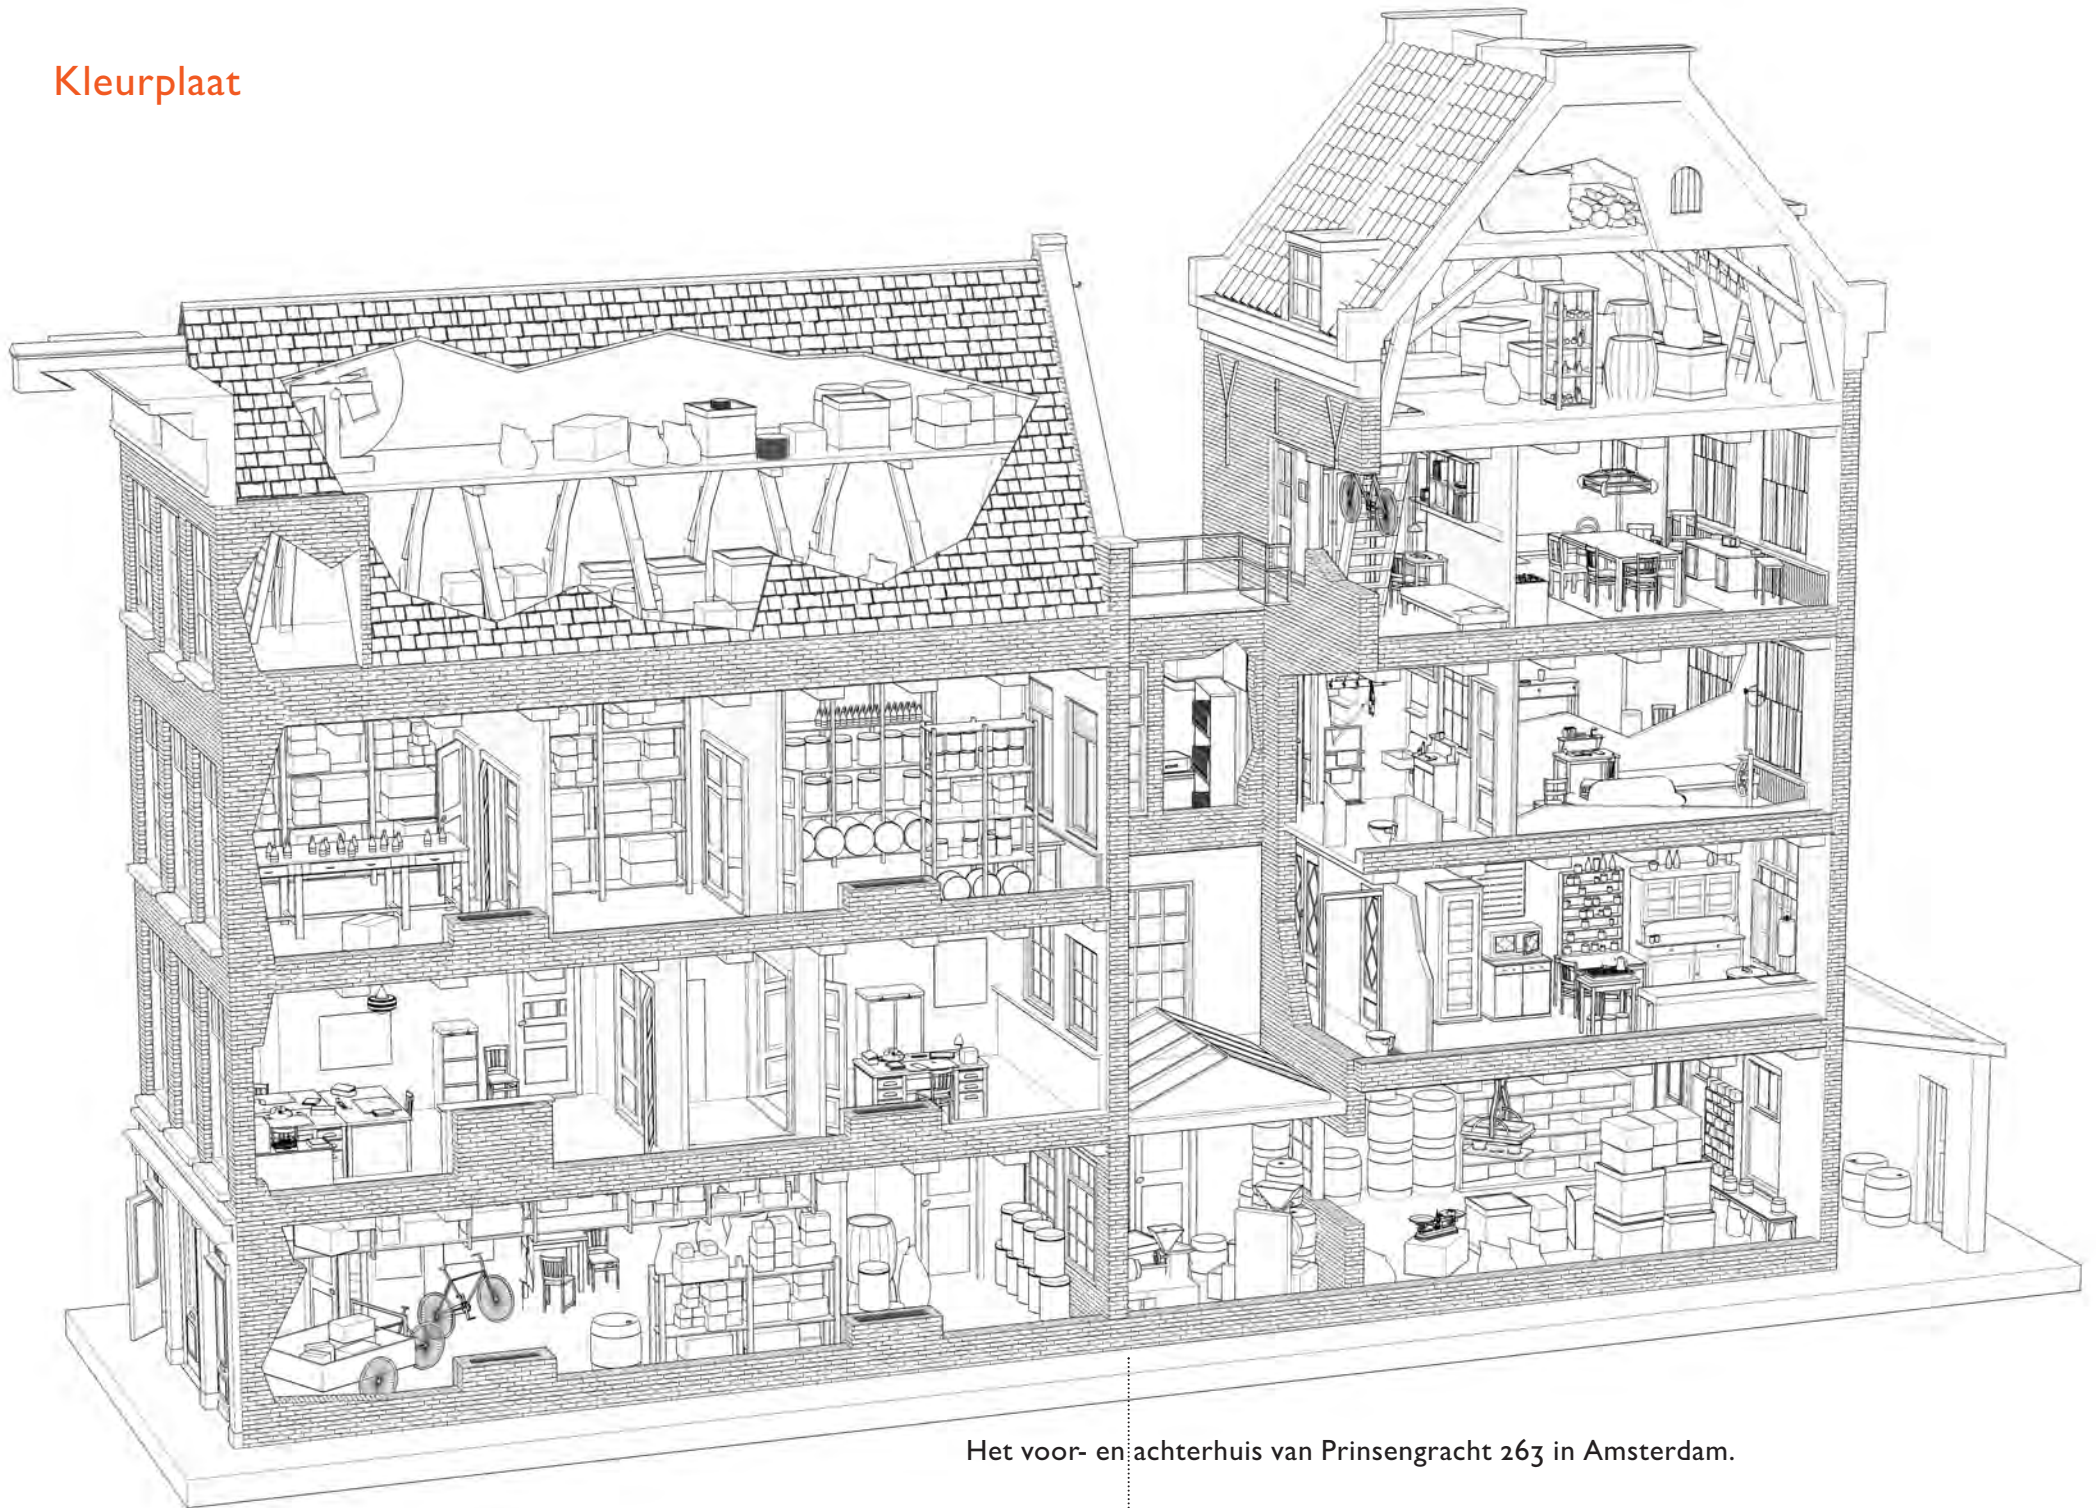 Kleurplaat
Het voor- en achterhuis van Prinsengracht 263 in Amsterdam.